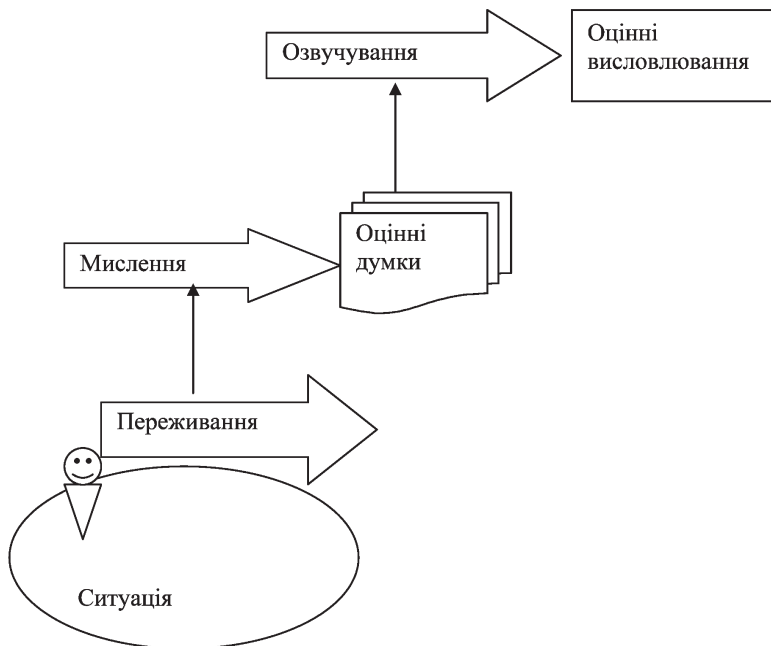 Озвучування
Оцінні
висловлювання
Мислення
Оцінні
думки
Переживання
Ситуація